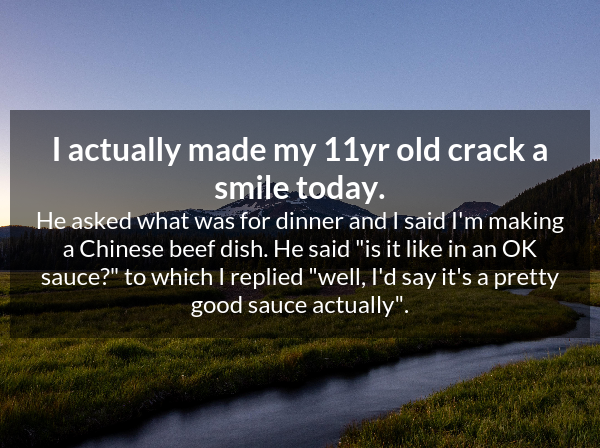 I actually made my 11yr old crack a
smile today.
He asked what was for dinner and I said I'm making
a Chinese beef dish. He said "is it like in an OK
sauce?" to which I replied "well, I'd say it's a pretty
good sauce actually".